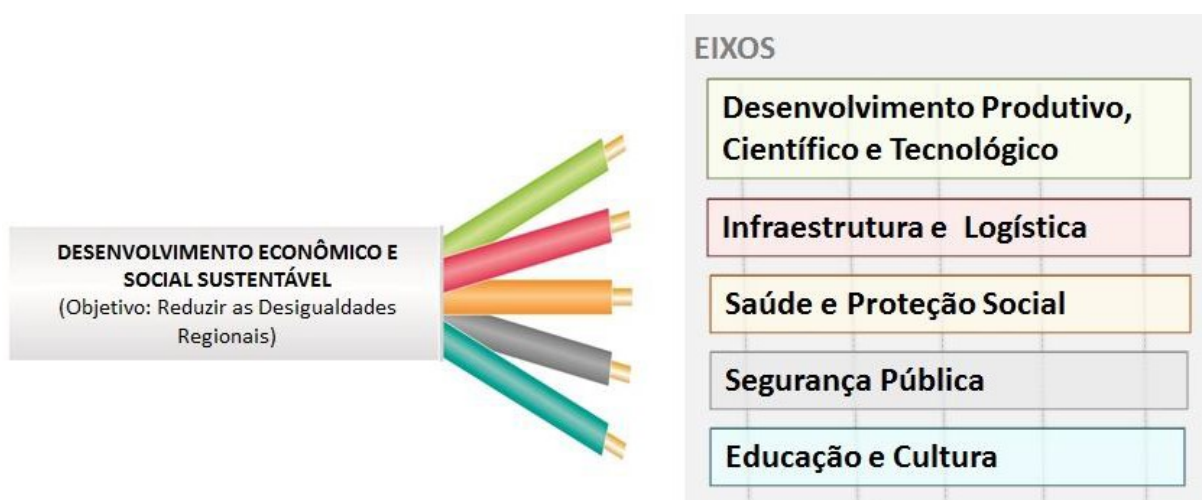 DESENVOLVIMENTO ECONÔMICO E
SOCIAL SUSTENTÁVEL
(Objetivo: Reduzir as Desigualdades
Regionais)
EIXOS
Desenvolvimento Produtivo,
Científico e Tecnológico
Infraestrutura e Logística
Saúde e Proteção Social
Segurança Pública
Educação e Cultura